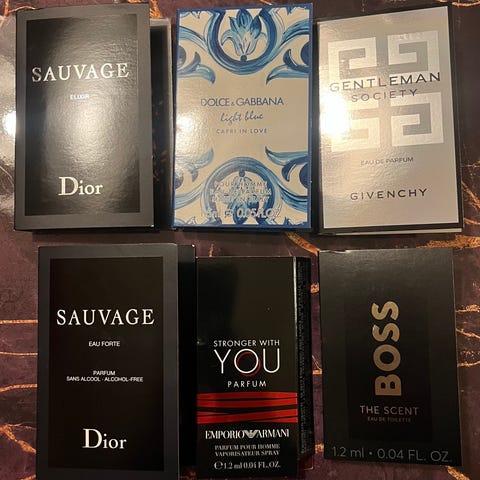 SAUVAGE
ELIXIR
Dior
DOLCE & GABBANA
light blue
CAPRI IN LOVE
POUR HOMME
GENTLEMAN
SOCIETY
EAU DE PARFUM
GIVENCHY
SAUVAGE
EAU FORTE
PARFUM
SANS ALCOOL · ALCOHOL-FREE
Dior
STRONGER WITH
YOU
PARFUM
EMPORIO ARMANI
PARFUM POUR HOMME
VAPORISATEUR SPRAY
℮1.2 ml 0.04 FL. OZ.
BOSS
THE SCENT
EAU DE TOILETTE
1.2 ml · 0.04 FL. OZ.